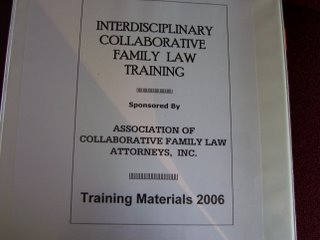 INTERDISCIPLINARY
COLLABORATIVE
FAMILY LAW
TRAINING
Sponsored By
ASSOCIATION OF
COLLABORATIVE FAMILY LAW
ATTORNEYS, INC.
Training Materials 2006